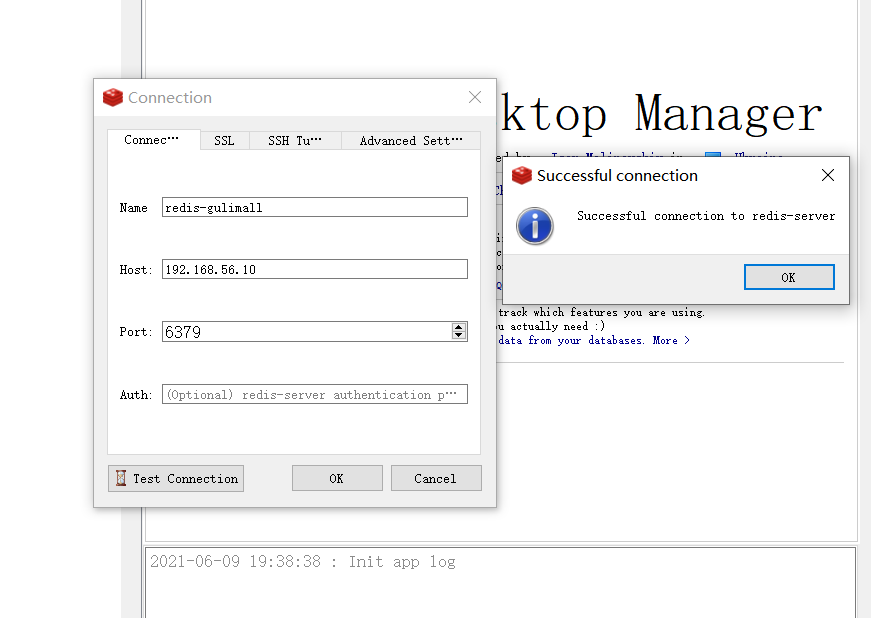 ktop Manager
Connection
Connec⋯ SSL SSH Tu⋯ Advanced Sett⋯
Successful connection
Successful connection to redis-server
OK
Name redis-gulimall
Host: 192.168.56.10
Port: 6379
Auth: (Optional) redis-server authentication p⋯
track which features you are using.
u actually need :)
data from your databases. More >
Test Connection OK Cancel
2021-06-09 19:38:38 : Init app log